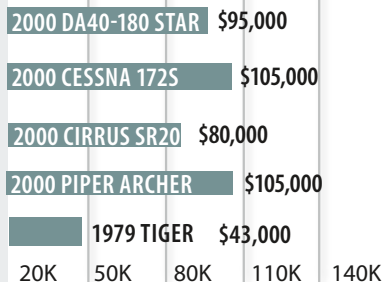 2000 DA40-180 STAR $95,000
2000 CESSNA 172S $105,000
2000 CIRRUS SR20 $80,000
2000 PIPER ARCHER $105,000
1979 TIGER $43,000
20K 50K 80K 110K 140K